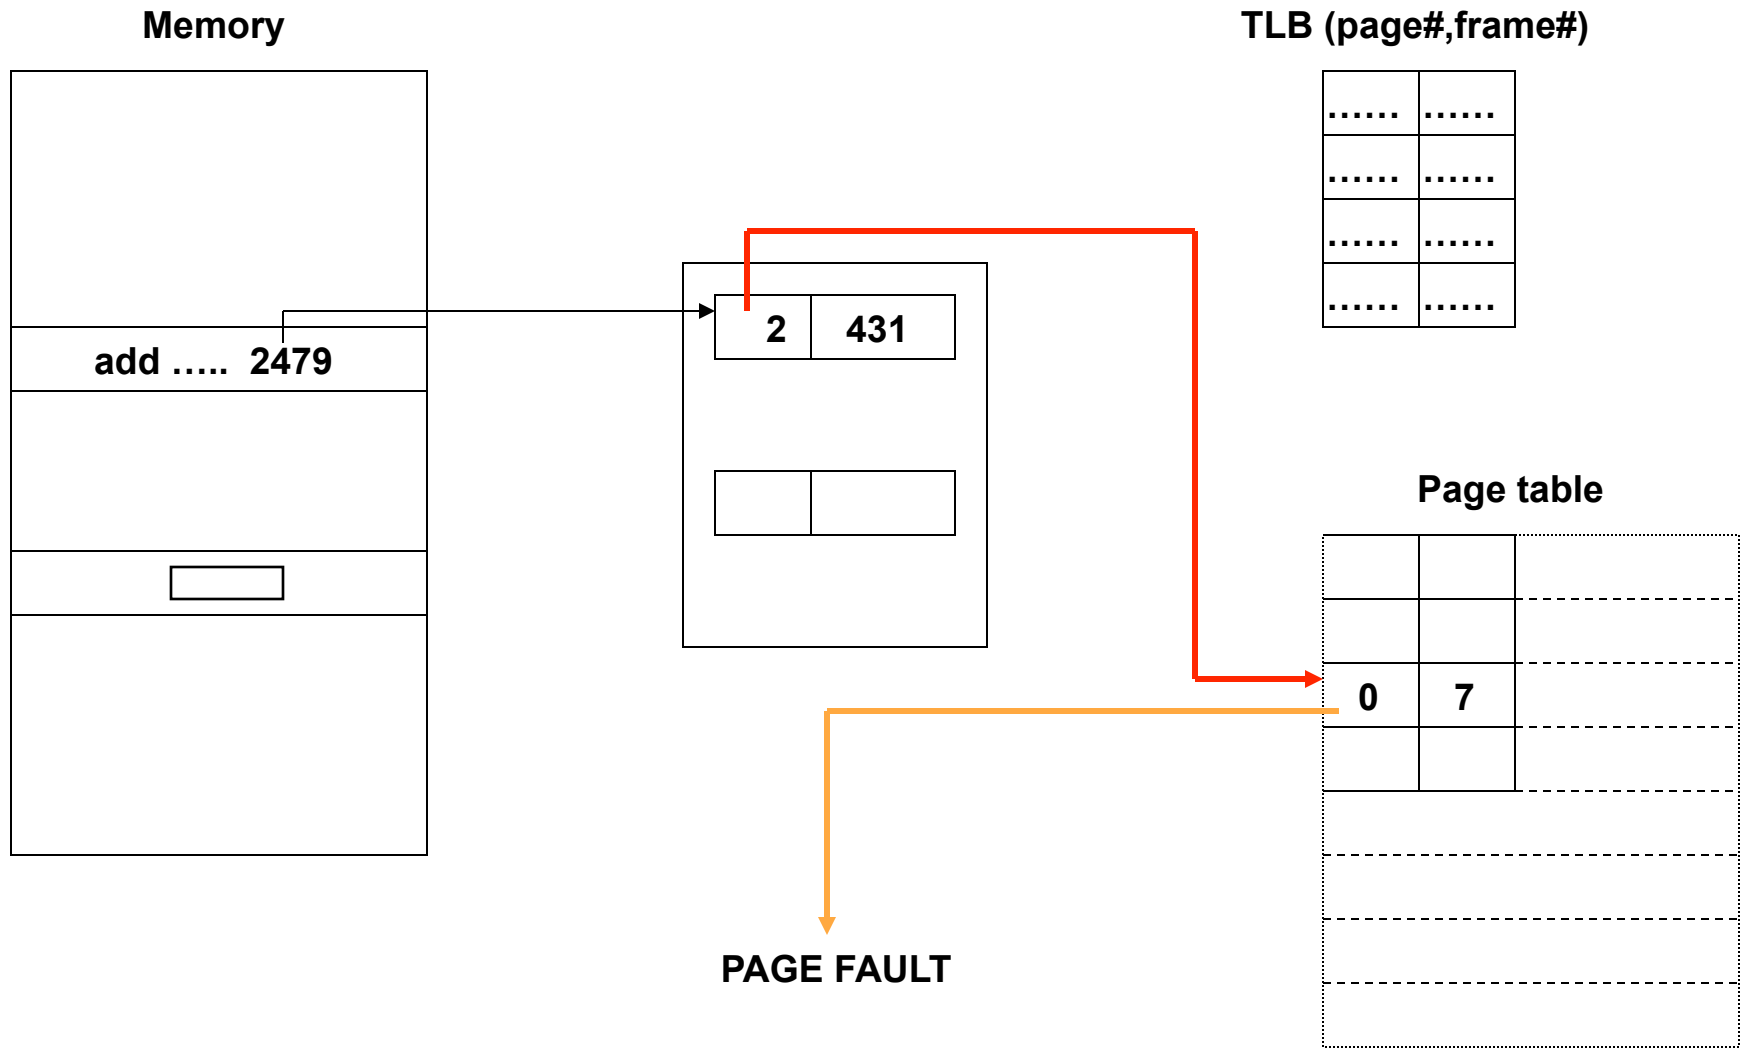 Memory
TLB (page#,frame#)
...... ......
...... ......
...... ......
...... ......
2 431
add ..... 2479
Page table
0 7
PAGE FAULT